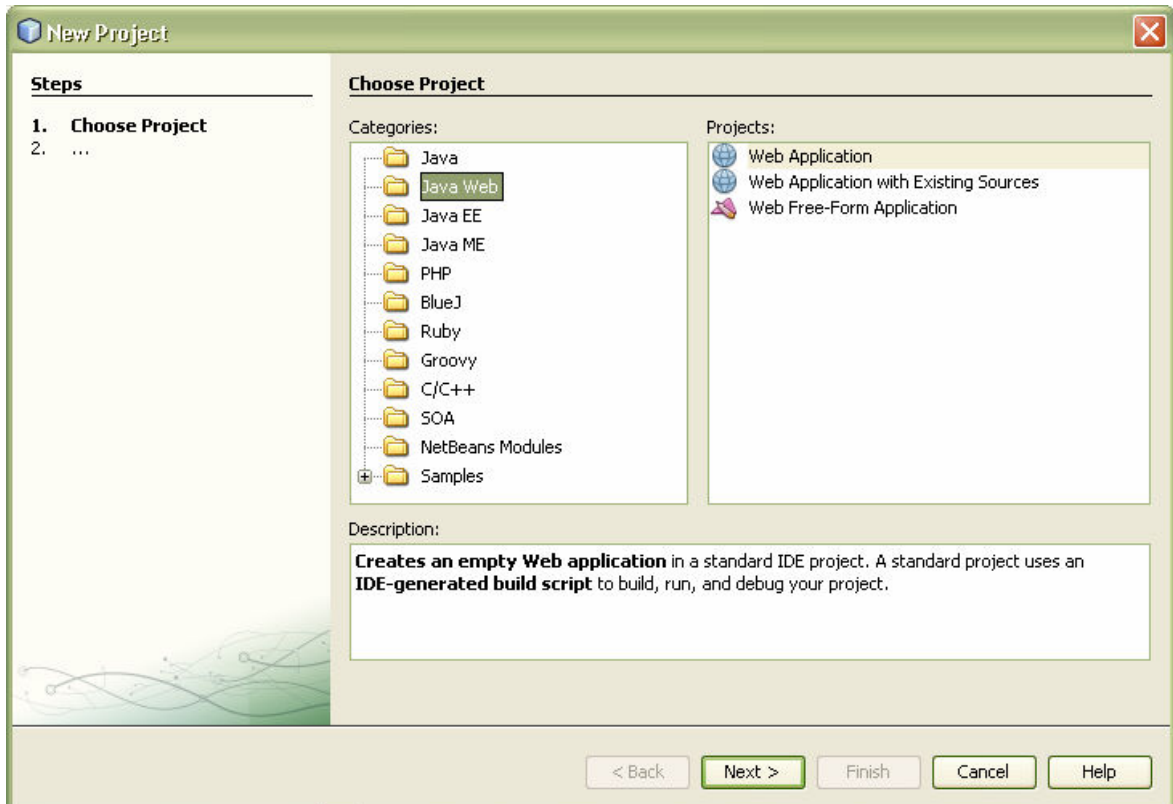 New Project
Steps
1. Choose Project
2. ...
Choose Project
Categories:
Java
Java Web
Java EE
Java ME
PHP
BlueJ
Ruby
Groovy
C/C++
SOA
NetBeans Modules
Samples
Projects:
Web Application
Web Application with Existing Sources
Web Free-Form Application
Description:
Creates an empty Web application in a standard IDE project. A standard project uses an
IDE-generated build script to build, run, and debug your project.
< Back
Next >
Finish
Cancel
Help